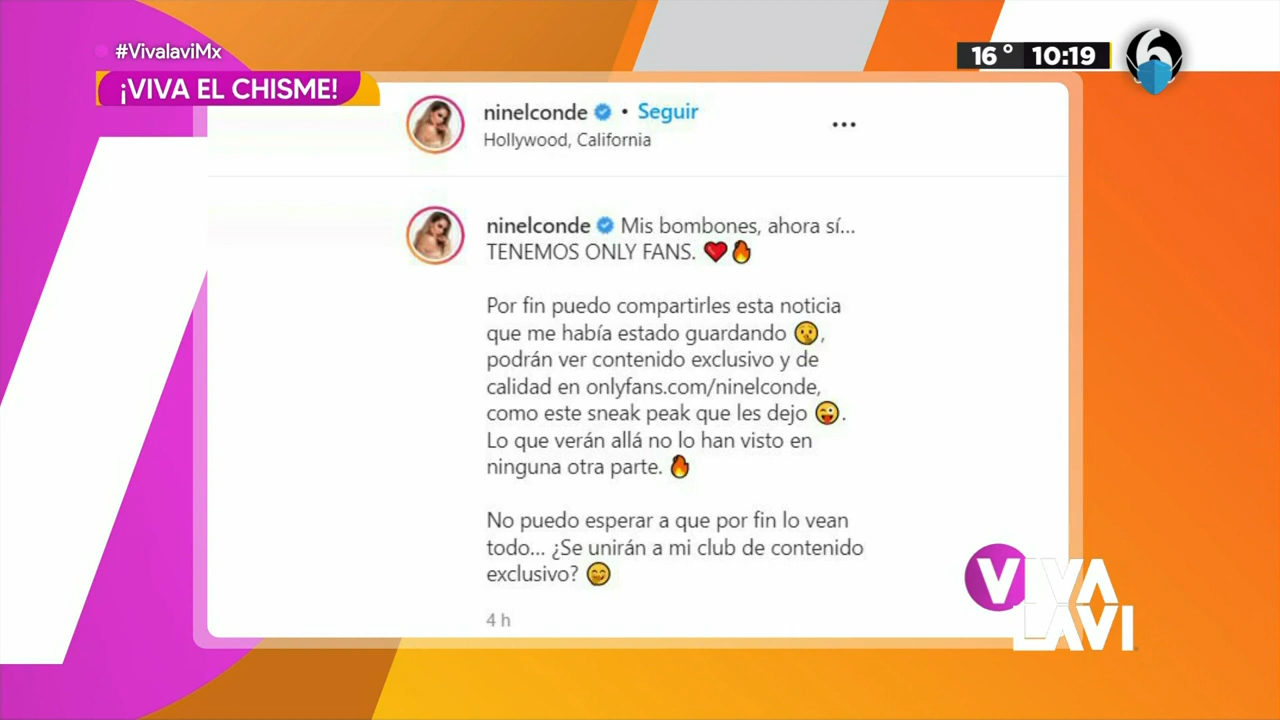 #VivalaviMx
¡VIVA EL CHISME!
16° 10:19
6
ninelconde • Seguir
Hollywood, California
...
ninelconde Mis bombones, ahora sí...
TENEMOS ONLY FANS. ❤️🔥
Por fin puedo compartirles esta noticia
que me había estado guardando 🤫,
podrán ver contenido exclusivo y de
calidad en onlyfans.com/ninelconde,
como este sneak peak que les dejo 😜.
Lo que verán allá no lo han visto en
ninguna otra parte. 🔥
No puedo esperar a que por fin lo vean
todo... ¿Se unirán a mi club de contenido
exclusivo? 😋
4 h
VIVA
LAVI